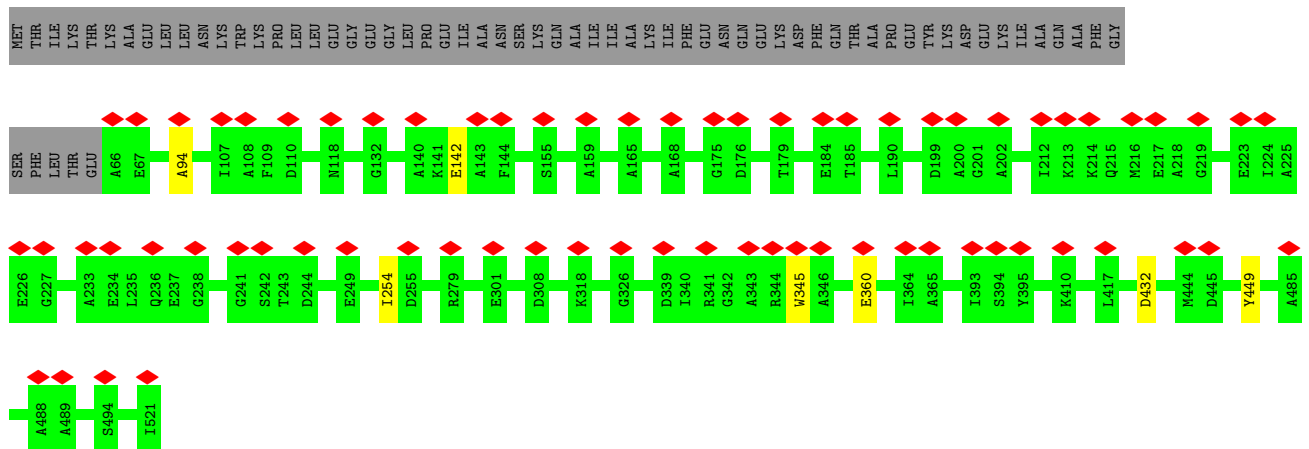 MET THR ILE LYS THR LYS ALA GLU LEU LEU ASN LYS TRP LYS PRO LEU LEU GLU GLY GLU GLY LEU PRO GLU ILE ALA ASN SER LYS GLN ALA ILE ILE ALA LYS ILE PHE GLU ASN GLN GLU LYS ASP PHE GLN THR ALA PRO GLU TYR LYS ASP GLU LYS ILE ALA GLN ALA PHE GLY
SER PHE LEU THR GLU A66 E67 A94 I107 A108 F109 D110 N118 G132 A140 K141 E142 A143 F144 S155 A159 A165 A168 G175 D176 T179 E184 T185 L190 D199 A200 G201 A202 I212 K213 K214 Q215 M216 E217 A218 G219 E223 I224 A225
E226 G227 A233 E234 L235 Q236 E237 G238 G241 S242 T243 D244 E249 I254 D255 R279 E301 D308 K318 G326 D339 I340 R341 G342 A343 R344 W345 A346 E360 I364 A365 I393 S394 Y395 K410 L417 D432 M444 D445 Y449 A485
A488 A489 S494 I521